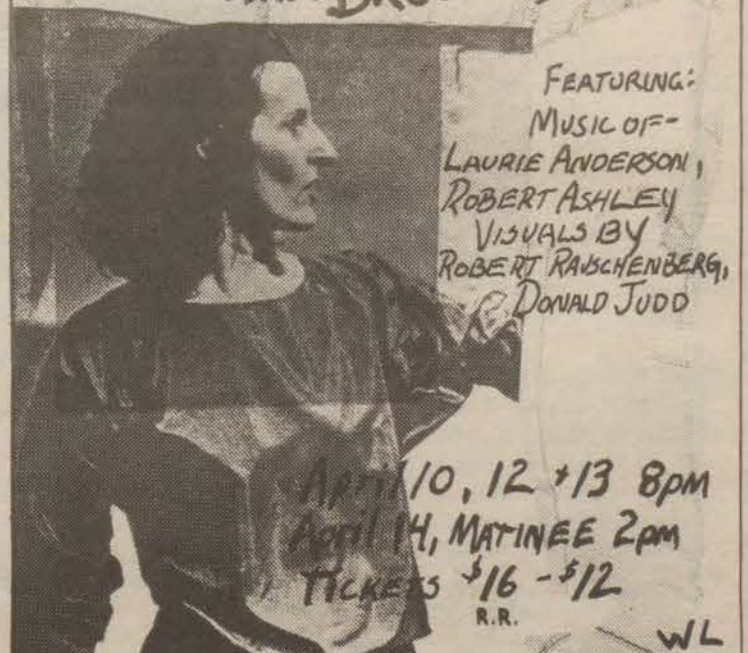 FEATURING:
MUSIC OF-
LAURIE ANDERSON,
ROBERT ASHLEY
VISUALS BY
ROBERT RAUSCHENBERG,
DONALD JUDD
April 10, 12 + 13 8pm
April 14, MATINEE 2pm
TICKETS $16 - $12
R.R.
WL